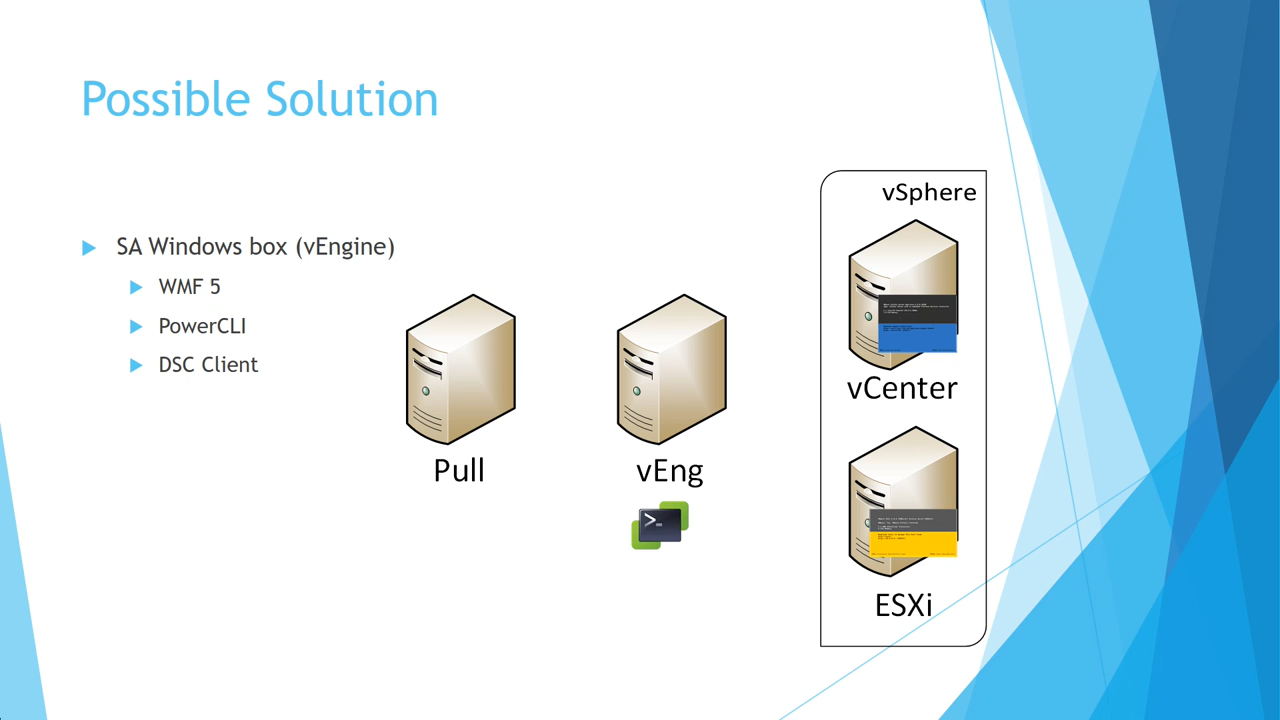 Possible Solution
SA Windows box (vEngine)
WMF 5
PowerCLI
DSC Client
Pull
vEng
>_
vSphere
vCenter
ESXi